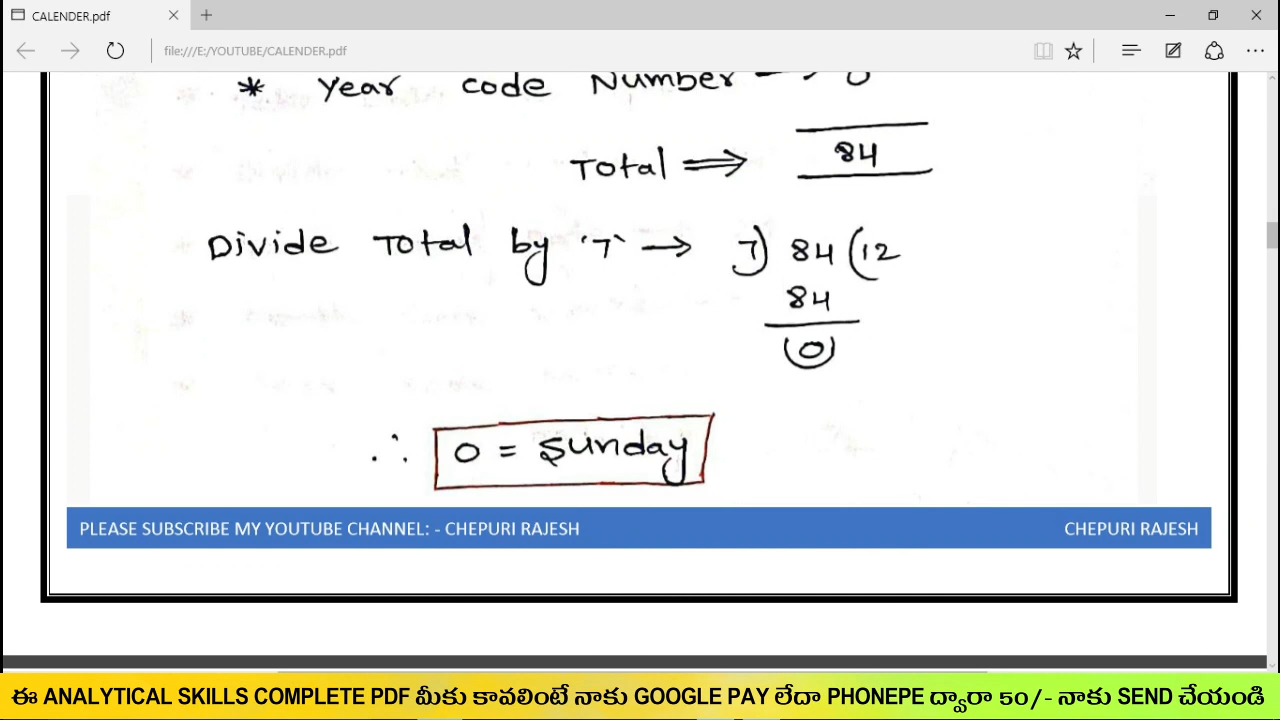 CALENDER.pdf
file:///E:/YOUTUBE/CALENDER.pdf
* Year code Number → 0
Total ⟹ 84
Divide Total by '7' → 7) 84 (12
84
(0)
∴ 0 = Sunday
PLEASE SUBSCRIBE MY YOUTUBE CHANNEL: - CHEPURI RAJESH CHEPURI RAJESH
ఈ ANALYTICAL SKILLS COMPLETE PDF మీకు కావలింటే నాకు GOOGLE PAY లేదా PHONEPE ద్వారా 50/- నాకు SEND చేయండి